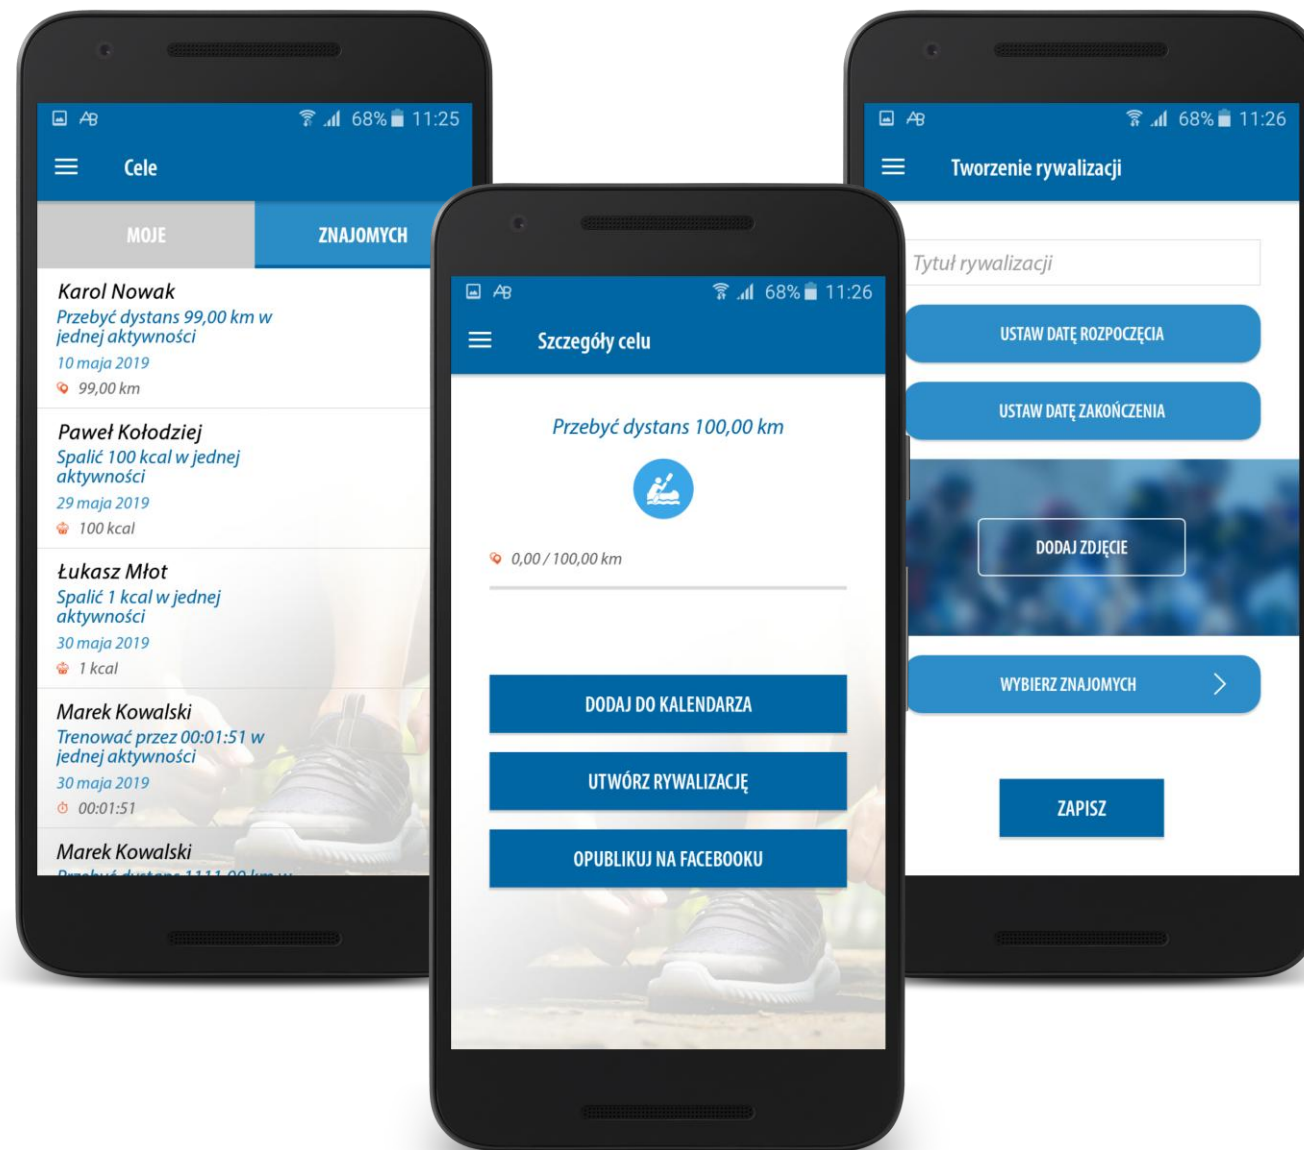 68% 11:25
Cele
MOJE
ZNAJOMYCH
Karol Nowak
Przebyć dystans 99,00 km w
jednej aktywności
10 maja 2019
99,00 km
Paweł Kołodziej
Spalić 100 kcal w jednej
aktywności
29 maja 2019
100 kcal
Łukasz Młot
Spalić 1 kcal w jednej
aktywności
30 maja 2019
1 kcal
Marek Kowalski
Trenować przez 00:01:51 w
jednej aktywności
30 maja 2019
00:01:51
Marek Kowalski
Przebyć dystans 1111,00 km w
68% 11:26
Szczegóły celu
Przebyć dystans 100,00 km
0,00 / 100,00 km
DODAJ DO KALENDARZA
UTWÓRZ RYWALIZACJĘ
OPUBLIKUJ NA FACEBOOKU
68% 11:26
Tworzenie rywalizacji
Tytuł rywalizacji
USTAW DATĘ ROZPOCZĘCIA
USTAW DATĘ ZAKOŃCZENIA
DODAJ ZDJĘCIE
WYBIERZ ZNAJOMYCH
ZAPISZ